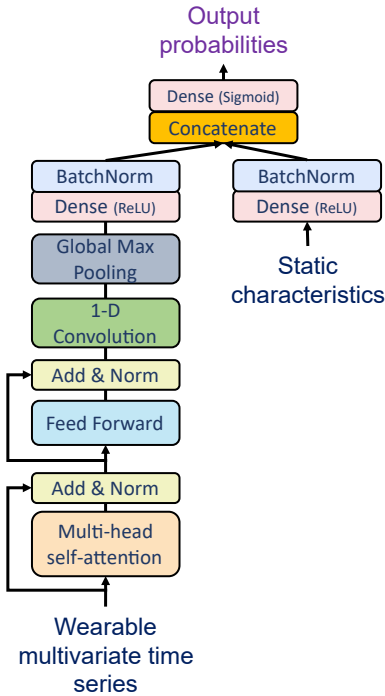 Output
probabilities
Dense (Sigmoid)
Concatenate
BatchNorm
Dense (ReLU)
Global Max
Pooling
1-D
Convolution
Add & Norm
Feed Forward
Add & Norm
Multi-head
self-attention
Wearable
multivariate time
series
BatchNorm
Dense (ReLU)
Static
characteristics